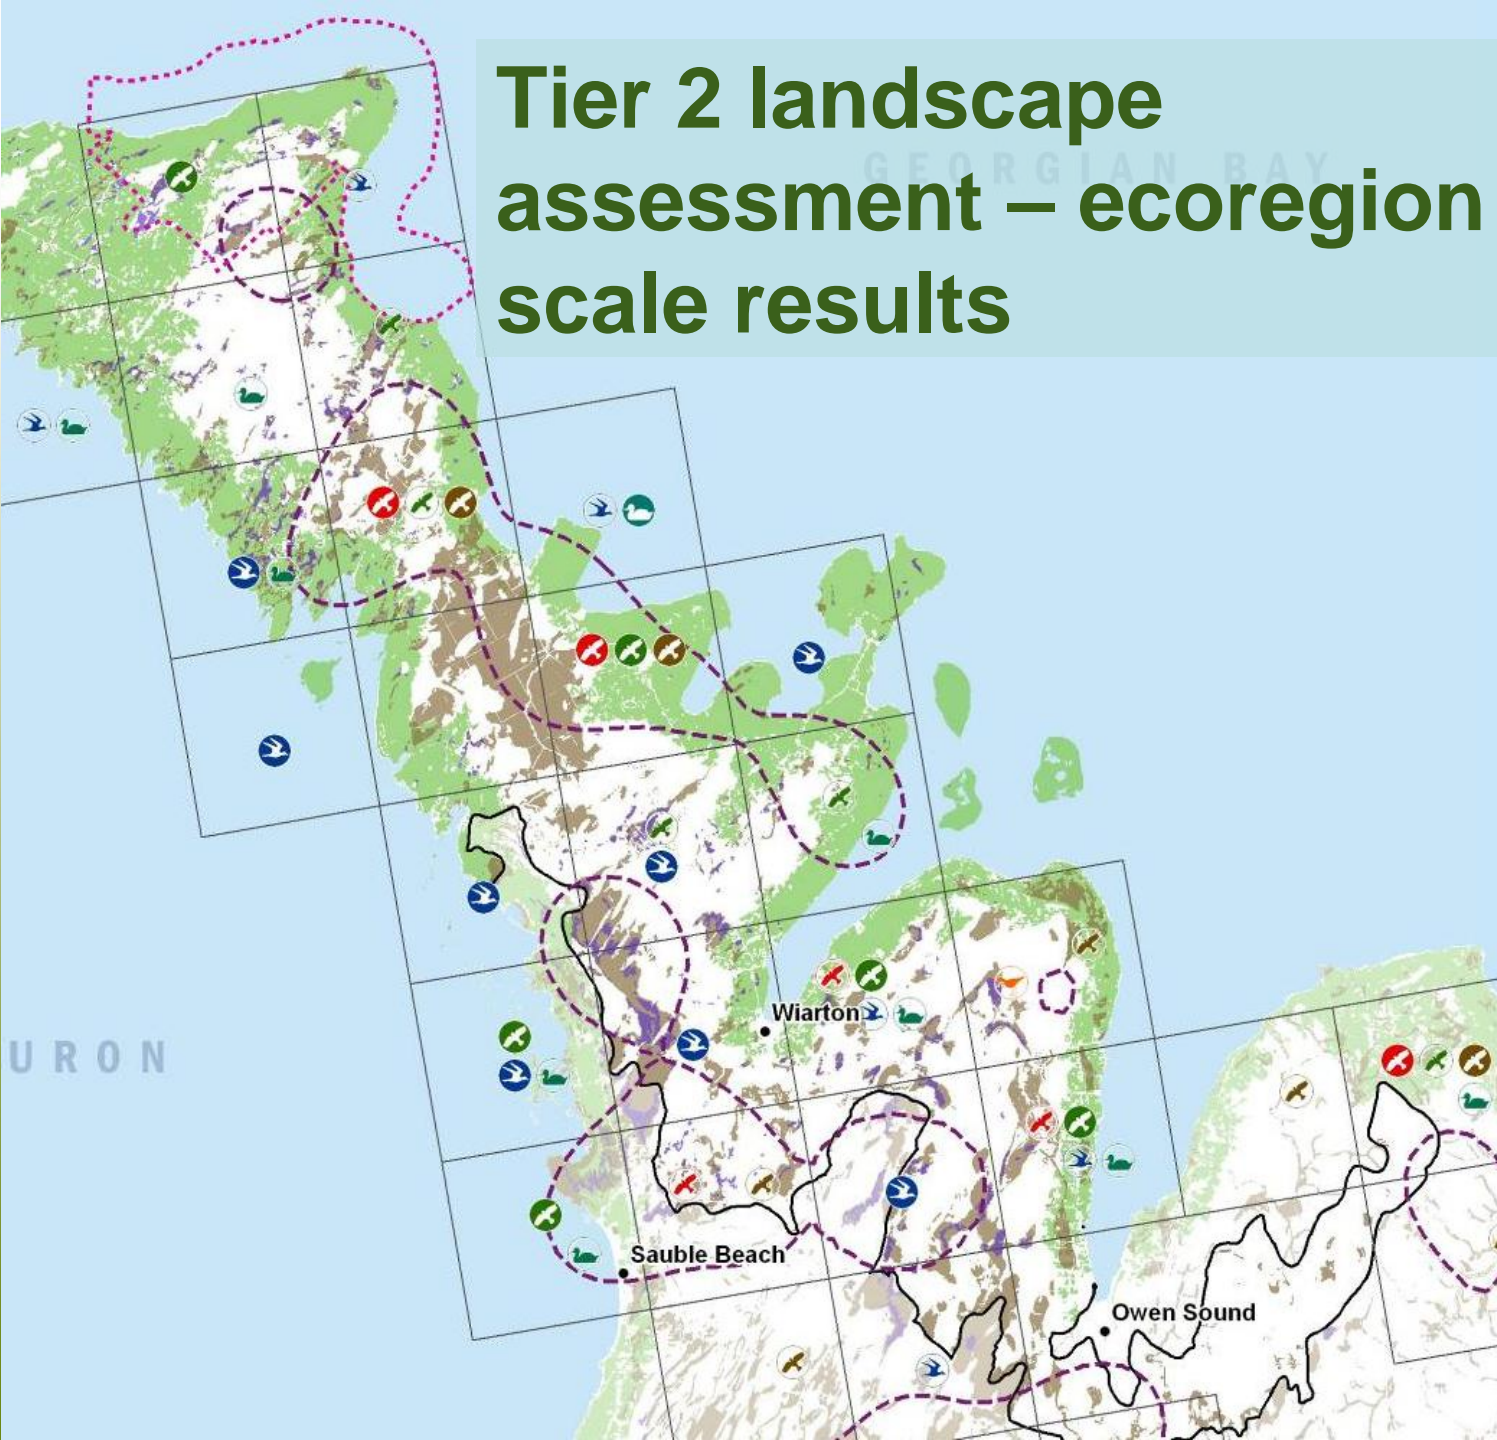 Tier 2 landscape
GEORGIAN BAY
assessment – ecoregion
scale results
Wiarton
URON
Sauble Beach
Owen Sound